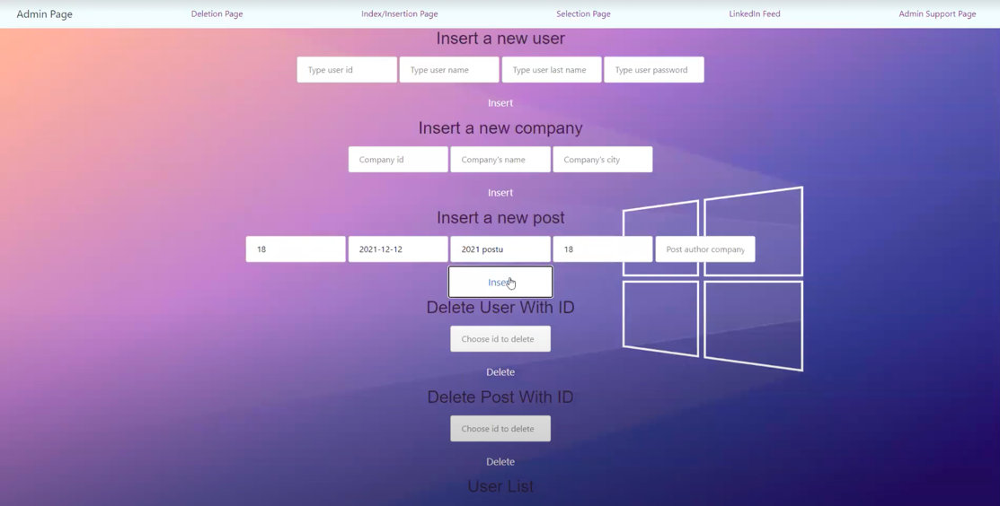 Admin Page Deletion Page Index/Insertion Page Selection Page LinkedIn Feed Admin Support Page
Insert a new user
Type user id Type user name Type user last name Type user password
Insert
Insert a new company
Company id Company's name Company's city
Insert
Insert a new post
18 2021-12-12 2021 postu 18 Post author company
Insert
Delete User With ID
Choose id to delete
Delete
Delete Post With ID
Choose id to delete
Delete
User List